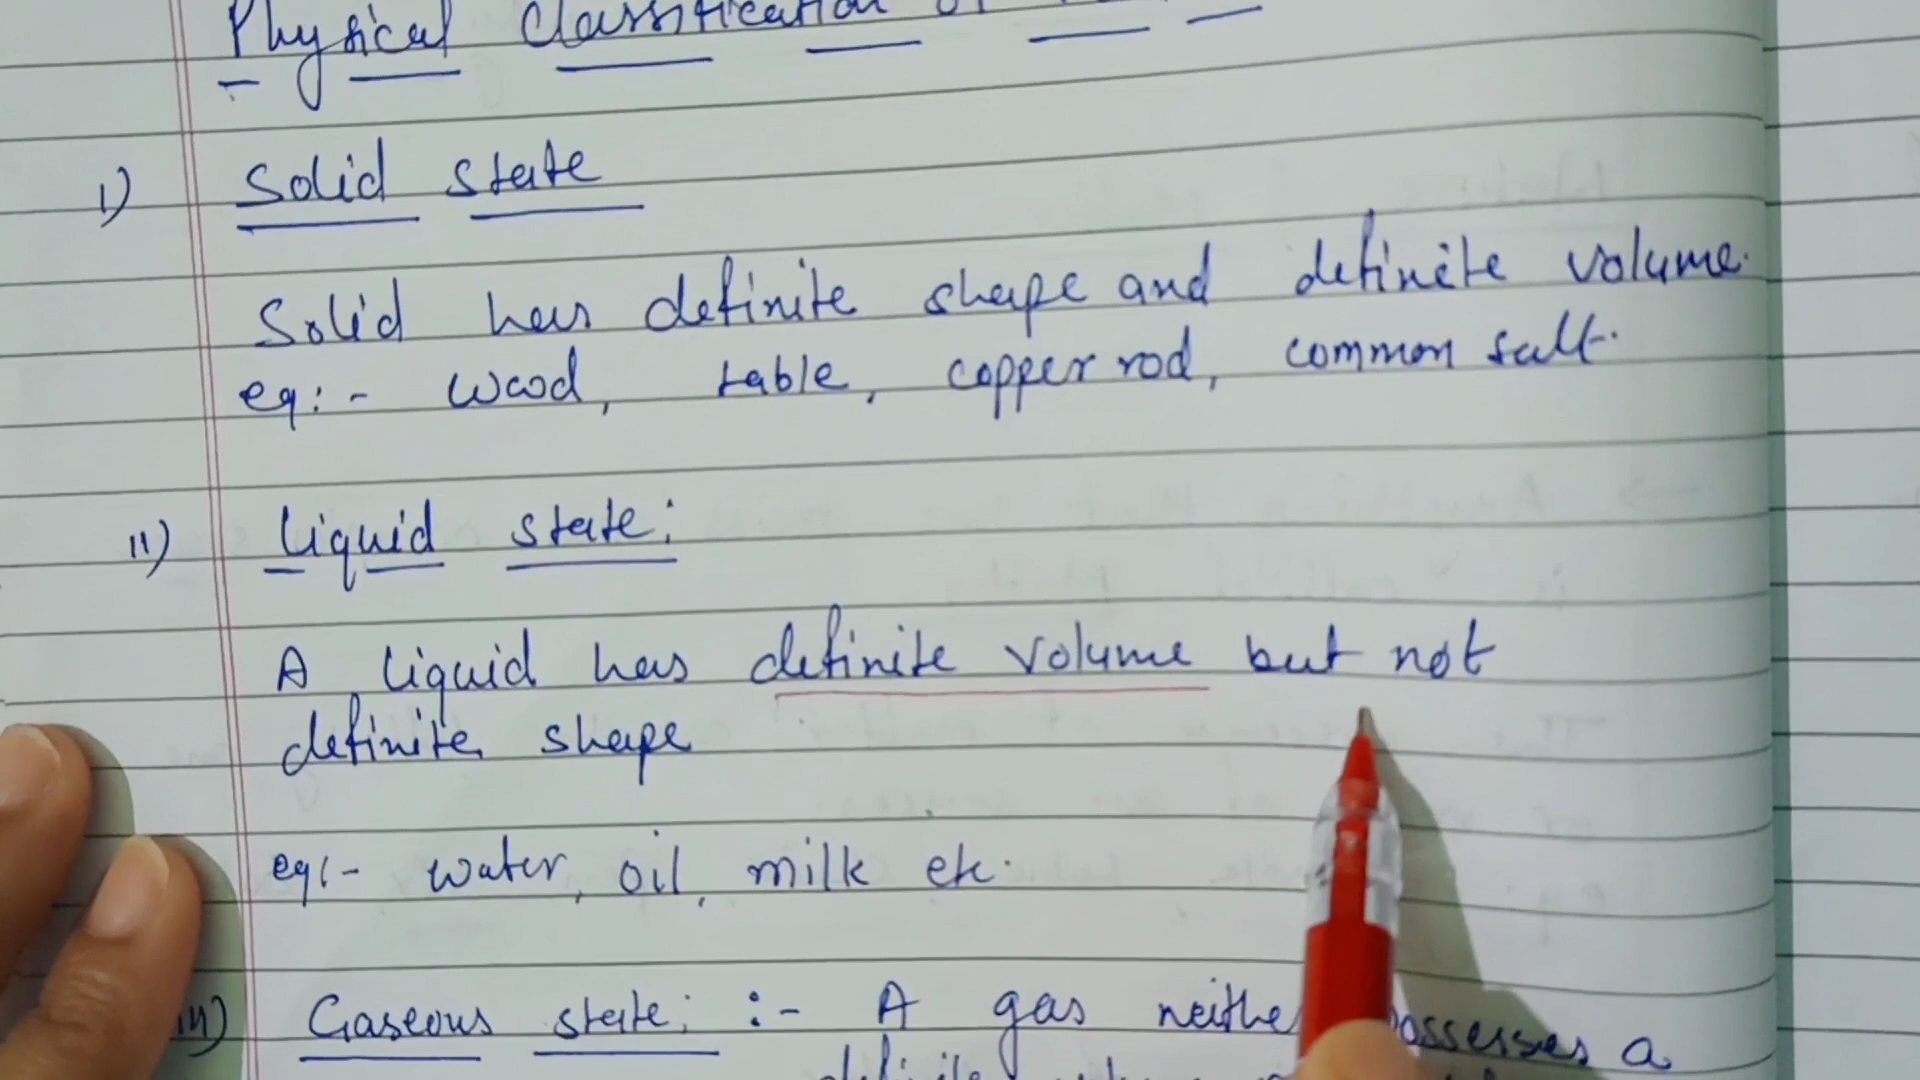 Physical Classification of
I) Solid state
Solid has definite shape and definite volume.
eg:- Wood, table, copper rod, common salt.
II) Liquid state:
A liquid has definite volume but not
definite shape
eg:- water, oil, milk etc.
III) Gaseous state: :- A gas neither possesses a